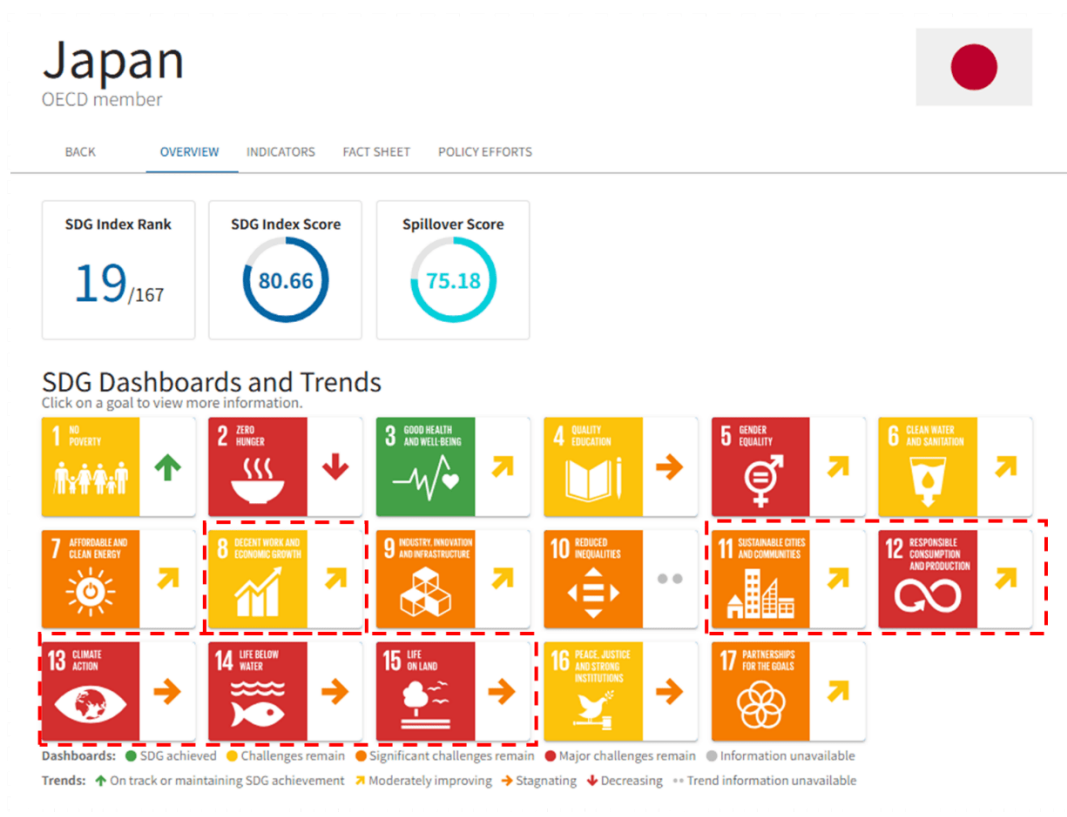 Japan
OECD member
BACK OVERVIEW INDICATORS FACT SHEET POLICY EFFORTS
SDG Index Rank
19/167
SDG Index Score
80.66
Spillover Score
75.18
SDG Dashboards and Trends
Click on a goal to view more information.
1 NO
POVERTY
2 ZERO
HUNGER
3 GOOD HEALTH
AND WELL-BEING
4 QUALITY
EDUCATION
5 GENDER
EQUALITY
6 CLEAN WATER
AND SANITATION
7 AFFORDABLE AND
CLEAN ENERGY
8 DECENT WORK AND
ECONOMIC GROWTH
9 INDUSTRY, INNOVATION
AND INFRASTRUCTURE
10 REDUCED
INEQUALITIES
11 SUSTAINABLE CITIES
AND COMMUNITIES
12 RESPONSIBLE
CONSUMPTION
AND PRODUCTION
13 CLIMATE
ACTION
14 LIFE BELOW
WATER
15 LIFE
ON LAND
16 PEACE, JUSTICE
AND STRONG
INSTITUTIONS
17 PARTNERSHIPS
FOR THE GOALS
Dashboards: SDG achieved Challenges remain Significant challenges remain Major challenges remain Information unavailable
Trends: On track or maintaining SDG achievement Moderately improving Stagnating Decreasing Trend information unavailable